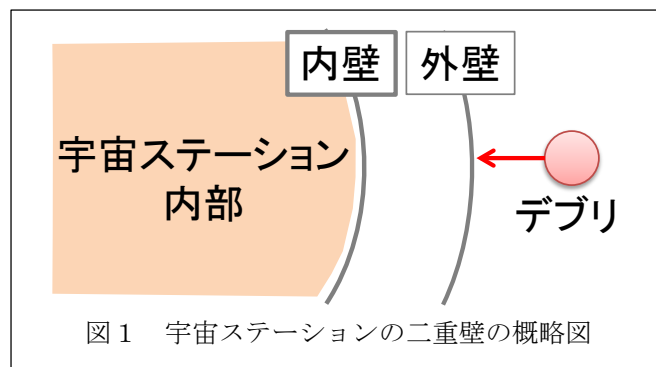 内壁
外壁
宇宙ステーション
内部
デブリ
図1 宇宙ステーションの二重壁の概略図